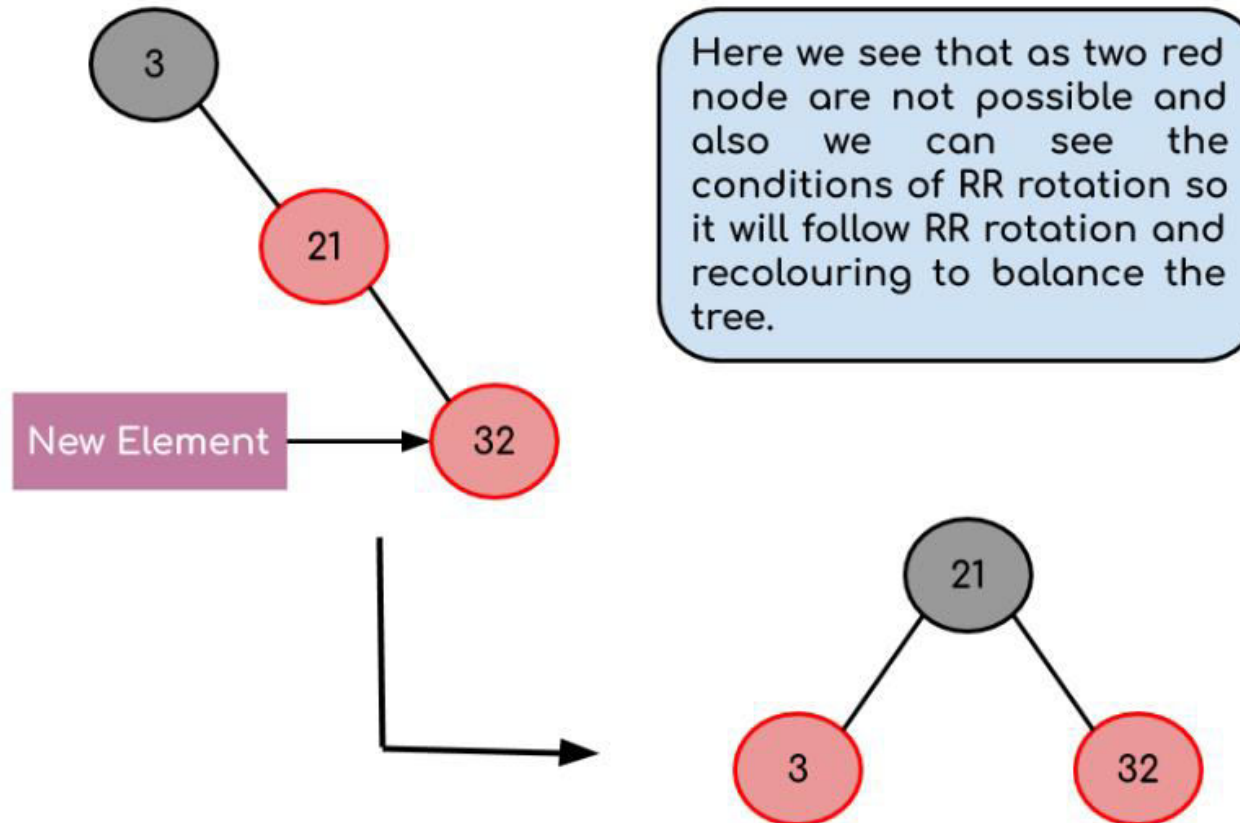 3
Here we see that as two red
node are not possible and
also we can see the
conditions of RR rotation so
it will follow RR rotation and
recolouring to balance the
tree.
21
New Element
32
21
3
32